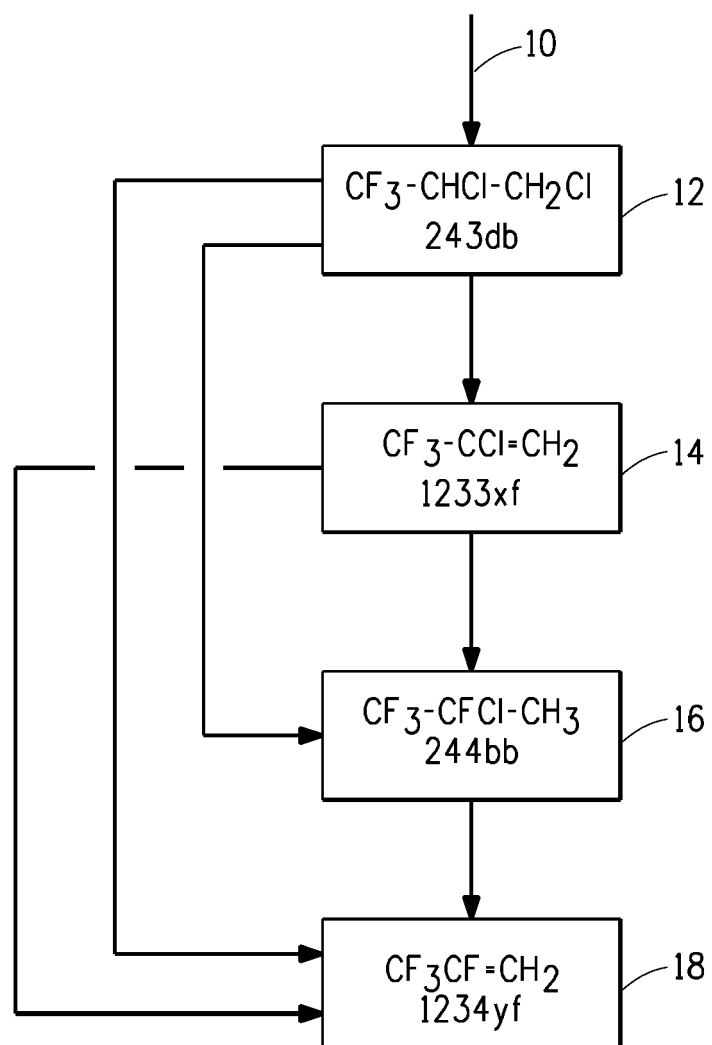 10
CF3-CHCl-CH2Cl
243db
12
CF3-CCl=CH2
1233xf
14
CF3-CFCl-CH3
244bb
16
CF3CF=CH2
1234yf
18